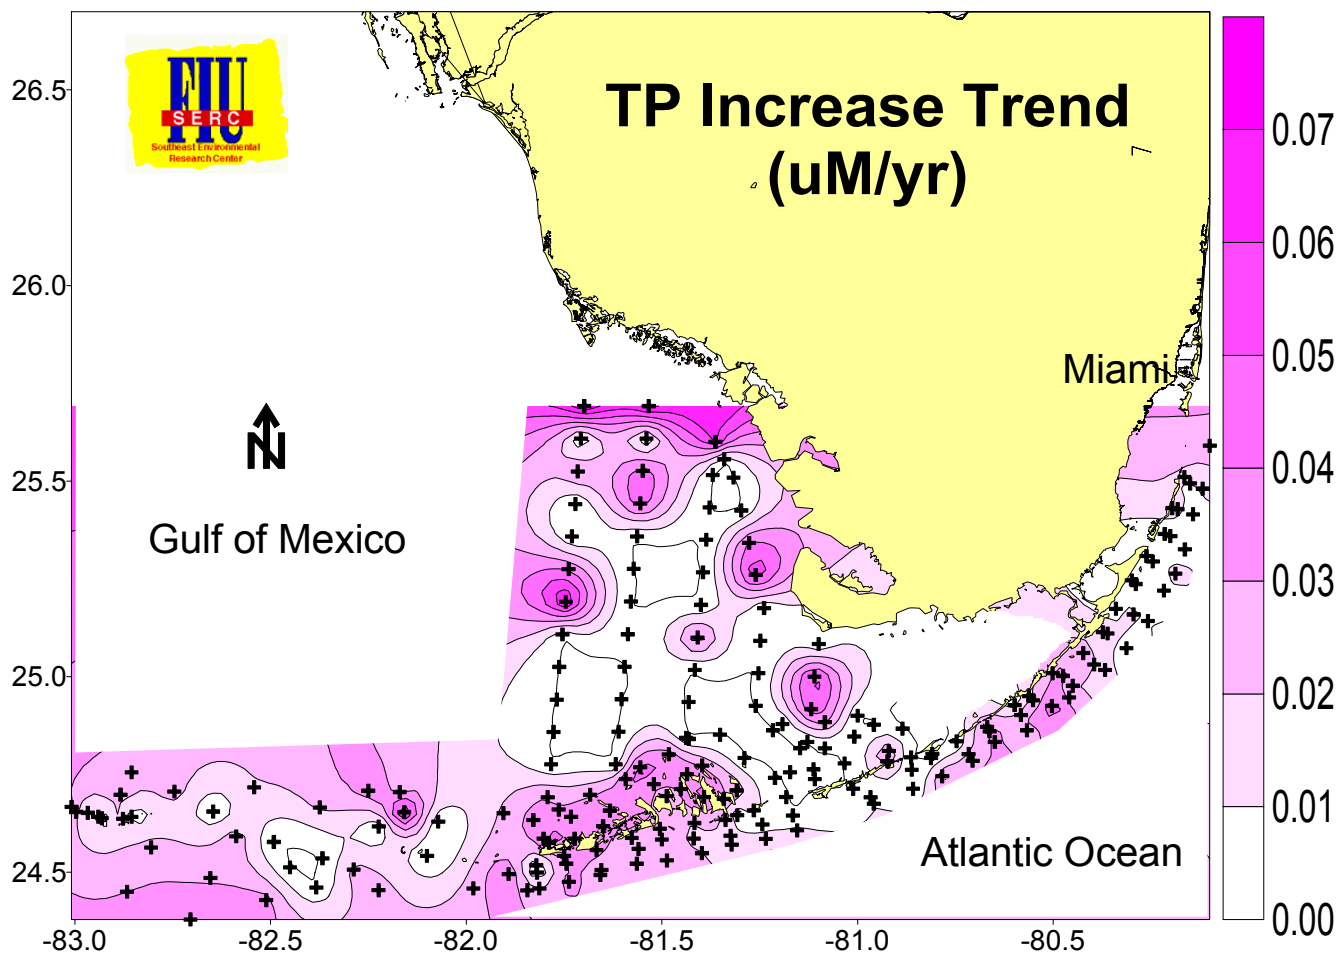 FIU
SERC
Southeast Environmental
Research Center
TP Increase Trend
(uM/yr)
Miami
N
Gulf of Mexico
Atlantic Ocean
26.5
26.0
25.5
25.0
24.5
-83.0
-82.5
-82.0
-81.5
-81.0
-80.5
0.07
0.06
0.05
0.04
0.03
0.02
0.01
0.00